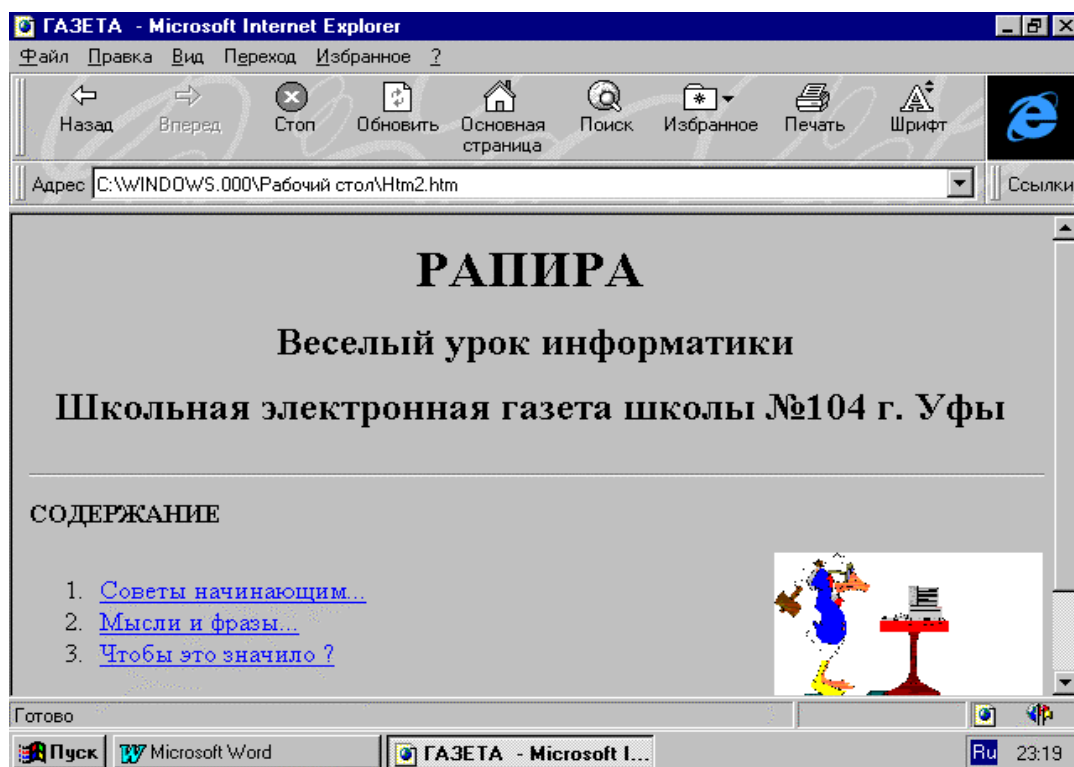 ГАЗЕТА - Microsoft Internet Explorer
Файл Правка Вид Переход Избранное ?
Назад Вперед Стоп Обновить Основная страница Поиск Избранное Печать Шрифт
Адрес C:\WINDOWS.000\Рабочий стол\Htm2.htm Ссылки
РАПИРА
Веселый урок информатики
Школьная электронная газета школы №104 г. Уфы
СОДЕРЖАНИЕ
1. Советы начинающим...
2. Мысли и фразы...
3. Чтобы это значило ?
Готово
Пуск Microsoft Word ГАЗЕТА - Microsoft I... Ru 23:19